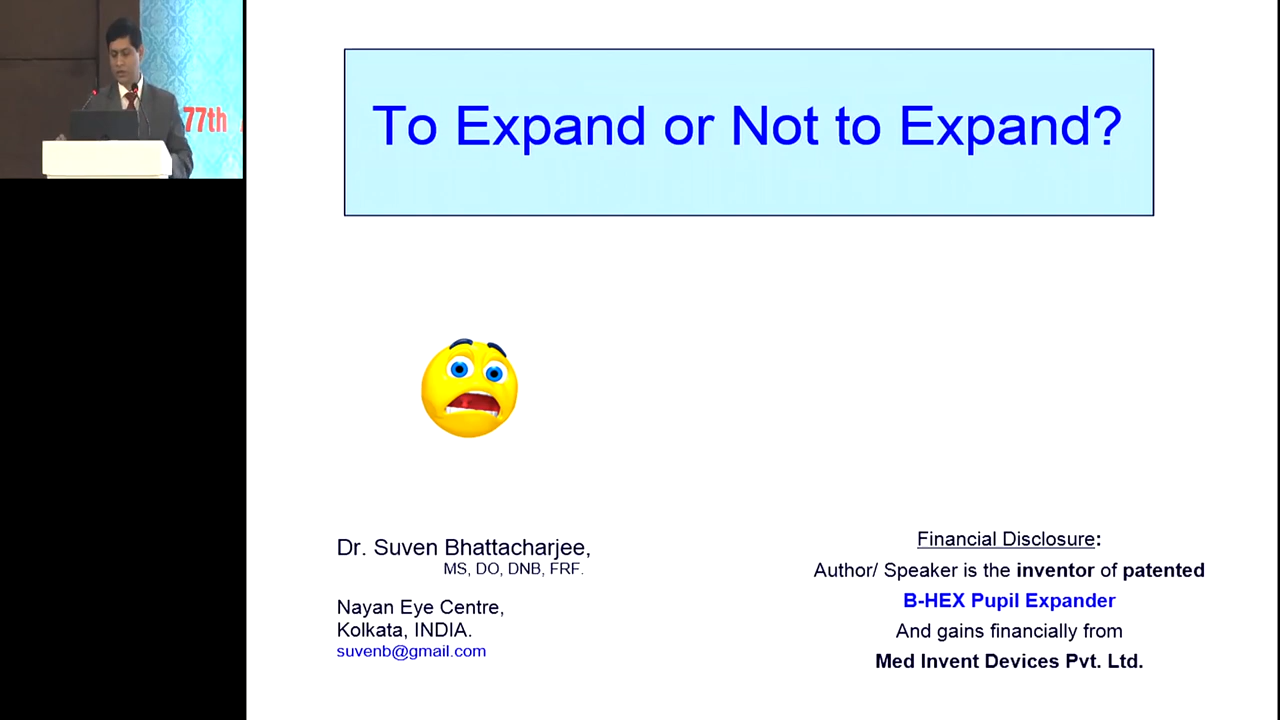 77th
To Expand or Not to Expand?
Dr. Suven Bhattacharjee,
MS, DO, DNB, FRF.
Nayan Eye Centre,
Kolkata, INDIA.
suvenb@gmail.com
Financial Disclosure:
Author/ Speaker is the inventor of patented
B-HEX Pupil Expander
And gains financially from
Med Invent Devices Pvt. Ltd.